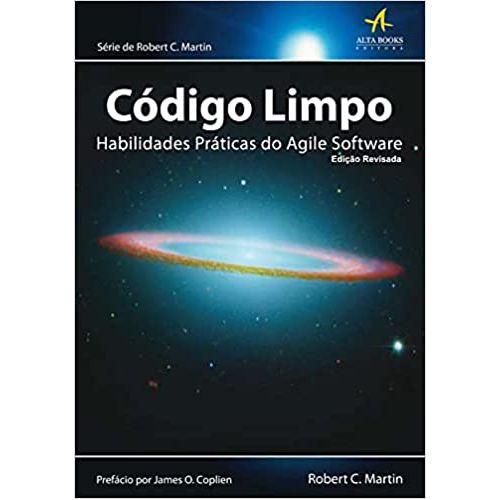 Série de Robert C. Martin
ALTA BOOKS
EDITORA
Código Limpo
Habilidades Práticas do Agile Software
Edição Revisada
Prefácio por James O. Coplien
Robert C. Martin